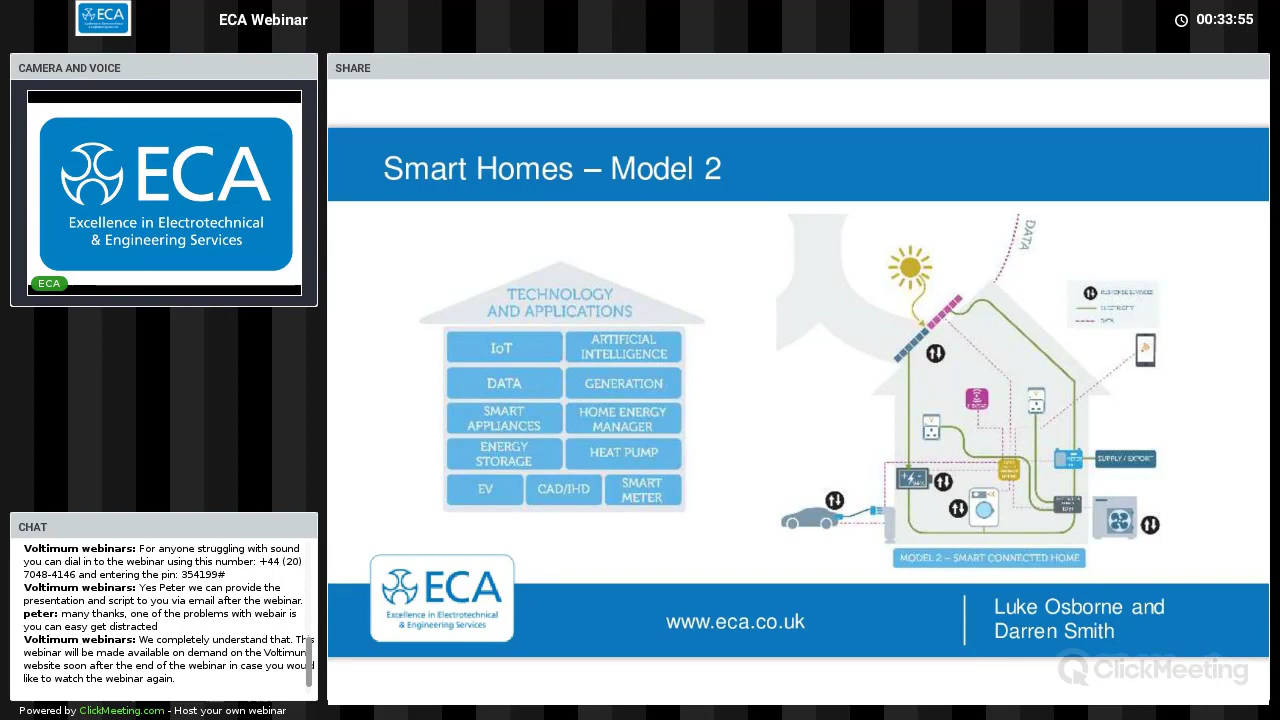 ECA
ECA Webinar
00:33:55
CAMERA AND VOICE
ECA
Excellence in Electrotechnical
& Engineering Services
ECA
CHAT
Voltimum webinars: For anyone struggling with sound
you can dial in to the webinar using this number: +44 (20)
7048-4146 and entering the pin: 354199#
Voltimum webinars: Yes Peter we can provide the
presentation and script to you via email after the webinar.
peter: many thanks, one of the problems with webair is
you can easy get distracted
Voltimum webinars: We completely understand that. This
webinar will be made available on demand on the Voltimum
website soon after the end of the webinar in case you would
like to watch the webinar again.
Powered by ClickMeeting.com - Host your own webinar
SHARE
Smart Homes – Model 2
TECHNOLOGY
AND APPLICATIONS
IoT
ARTIFICIAL
INTELLIGENCE
DATA
GENERATION
SMART
APPLIANCES
HOME ENERGY
MANAGER
ENERGY
STORAGE
HEAT PUMP
EV
CAD/IHD
SMART
METER
DATA
ELECTRICITY
DATA
SUPPLY / EXPORT
MODEL 2 – SMART CONNECTED HOME
ECA
Excellence in Electrotechnical
& Engineering Services
www.eca.co.uk
Luke Osborne and
Darren Smith
ClickMeeting